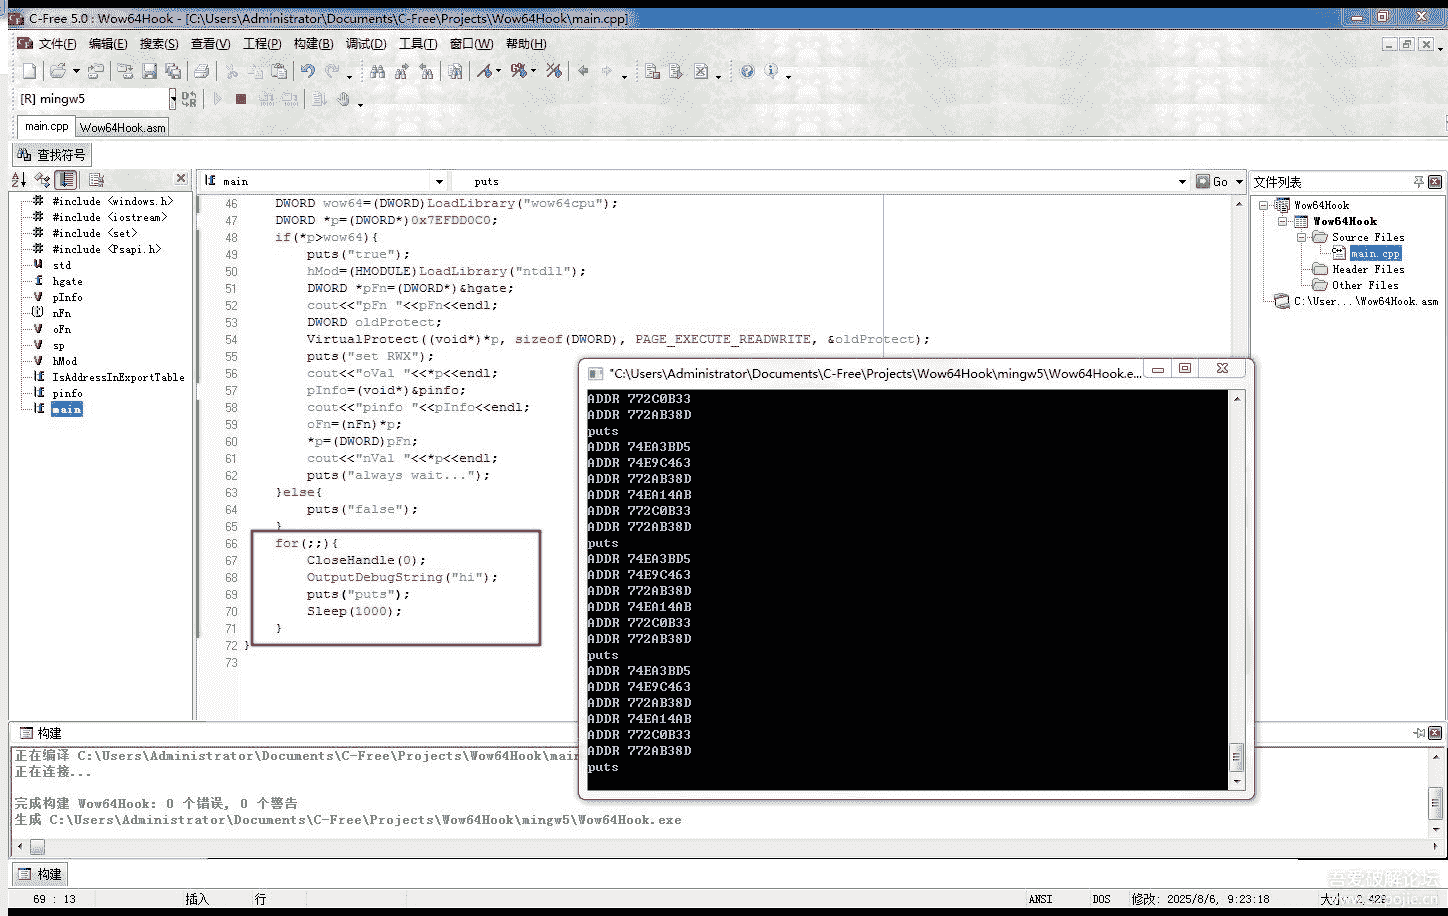 C-Free 5.0 : Wow64Hook - [C:\Users\Administrator\Documents\C-Free\Projects\Wow64Hook\main.cpp]
文件(F) 编辑(E) 搜索(S) 查看(V) 工程(P) 构建(B) 调试(D) 工具(T) 窗口(W) 帮助(H)
[R] mingw5
main.cpp Wow64Hook.asm
查找符号
main puts Go 文件列表
#include <windows.h>
#include <iostream>
#include <set>
#include <Psapi.h>
std
hgate
pInfo
nFn
oFn
sp
hMod
IsAddressInExportTable
pinfo
main
46 DWORD wow64=(DWORD)LoadLibrary("wow64cpu");
47 DWORD *p=(DWORD*)0x7EFDD0C0;
48 if(*p>wow64){
49 puts("true");
50 hMod=(HMODULE)LoadLibrary("ntdll");
51 DWORD *pFn=(DWORD*)&hgate;
52 cout<<"pFn "<<pFn<<endl;
53 DWORD oldProtect;
54 VirtualProtect((void*)*p, sizeof(DWORD), PAGE_EXECUTE_READWRITE, &oldProtect);
55 puts("set RWX");
56 cout<<"oVal "<<*p<<endl;
57 pInfo=(void*)&pinfo;
58 cout<<"pinfo "<<pInfo<<endl;
59 oFn=(nFn)*p;
60 *p=(DWORD)pFn;
61 cout<<"nVal "<<*p<<endl;
62 puts("always wait...");
63 }else{
64 puts("false");
65 }
66 for(;;){
67 CloseHandle(0);
68 OutputDebugString("hi");
69 puts("puts");
70 Sleep(1000);
71 }
72 }
73
Wow64Hook
Wow64Hook
Source Files
main.cpp
Header Files
Other Files
C:\User...\Wow64Hook.asm
"C:\Users\Administrator\Documents\C-Free\Projects\Wow64Hook\mingw5\Wow64Hook.e...
ADDR 772C0B33
ADDR 772AB38D
puts
ADDR 74EA3BD5
ADDR 74E9C463
ADDR 772AB38D
ADDR 74EA14AB
ADDR 772C0B33
ADDR 772AB38D
puts
ADDR 74EA3BD5
ADDR 74E9C463
ADDR 772AB38D
ADDR 74EA14AB
ADDR 772C0B33
ADDR 772AB38D
puts
ADDR 74EA3BD5
ADDR 74E9C463
ADDR 772AB38D
ADDR 74EA14AB
ADDR 772C0B33
ADDR 772AB38D
puts
构建
正在编译 C:\Users\Administrator\Documents\C-Free\Projects\Wow64Hook\main
正在连接...
完成构建 Wow64Hook: 0 个错误, 0 个警告
生成 C:\Users\Administrator\Documents\C-Free\Projects\Wow64Hook\mingw5\Wow64Hook.exe
构建
吾爱破解论坛
69 : 13 插入 行 ANSI DOS 修改: 2025/8/6, 9:23:18